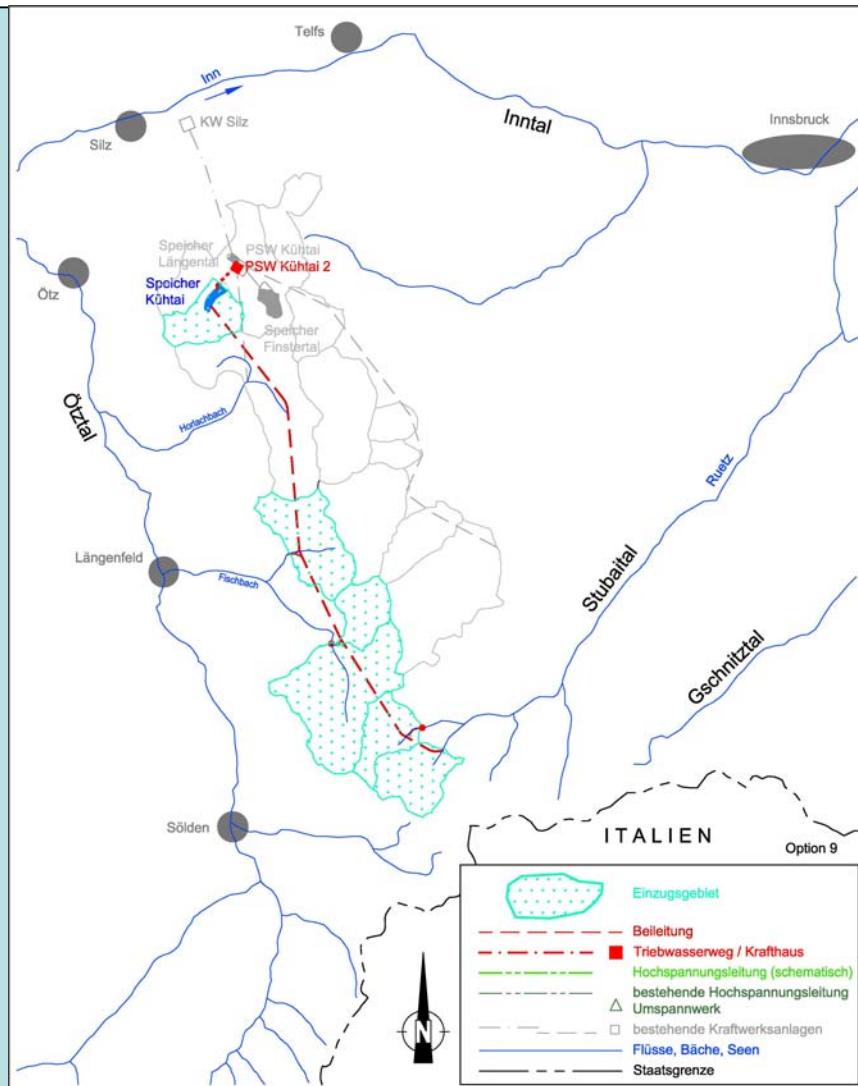 Telfs
Inn
KW Silz
Silz
Inntal
Innsbruck
Speicher
Längental
PSW Kühtai
PSW Kühtai 2
Ötz
Speicher
Kühtai
Speicher
Finstertal
Ötztal
Horlachbach
Ruetz
Längenfeld
Fischbach
Stubaital
Gschnitztal
Sölden
ITALIEN
Option 9
Einzugsgebiet
Beileitung
Triebwasserweg / Krafthaus
Hochspannungsleitung (schematisch)
bestehende Hochspannungsleitung
Umspannwerk
bestehende Kraftwerksanlagen
Flüsse, Bäche, Seen
Staatsgrenze
N